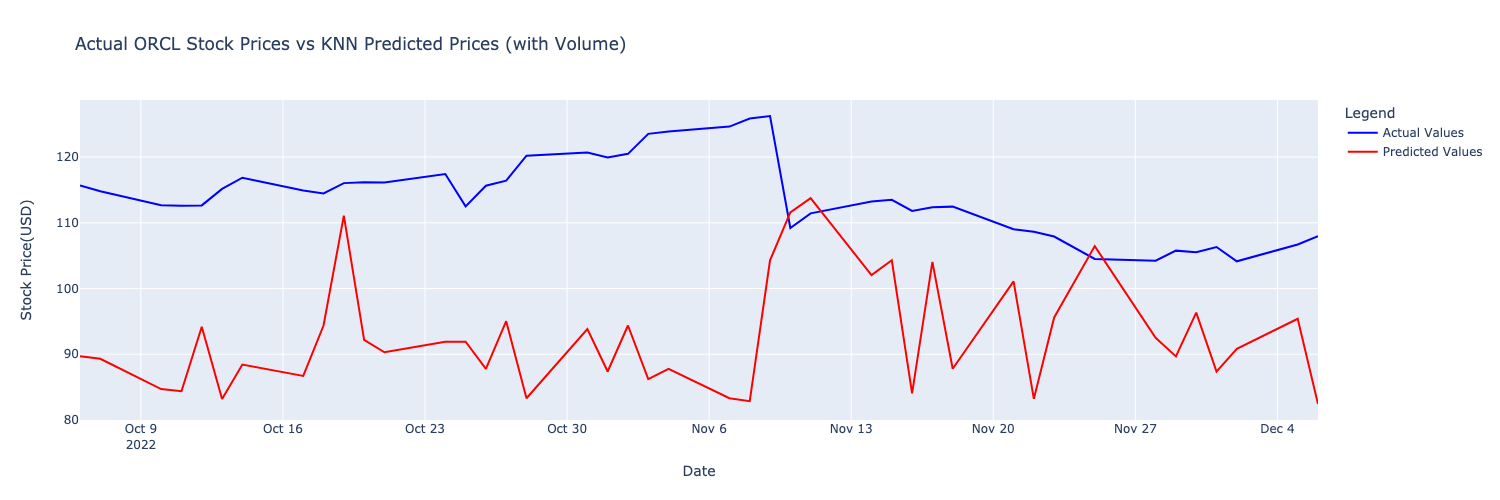 Actual ORCL Stock Prices vs KNN Predicted Prices (with Volume)
Legend
Actual Values
Predicted Values
Stock Price(USD)
120
110
100
90
80
Oct 9
2022
Oct 16
Oct 23
Oct 30
Nov 6
Nov 13
Nov 20
Nov 27
Dec 4
Date